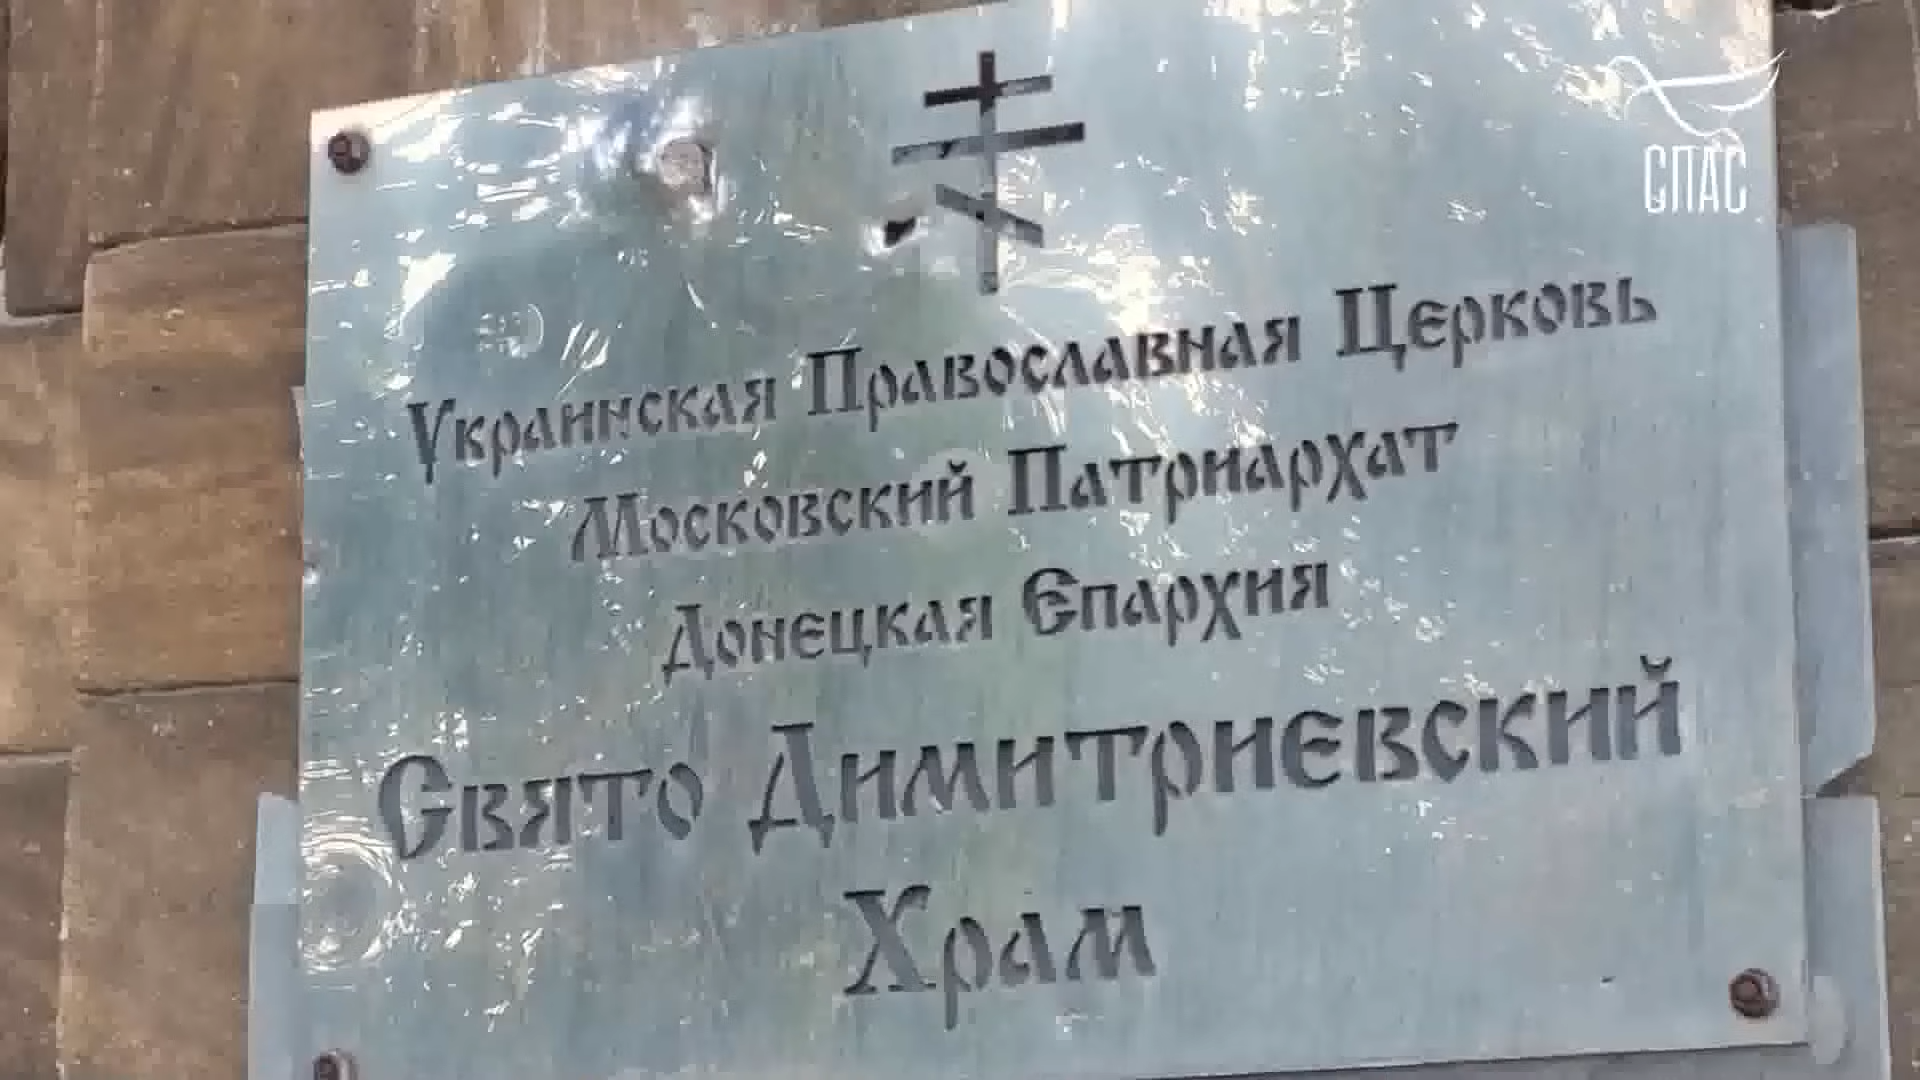 СПАС
Украинская Православная Церковь
Московский Патриархат
Донецкая Епархия
Свято Димитриевский
Храм